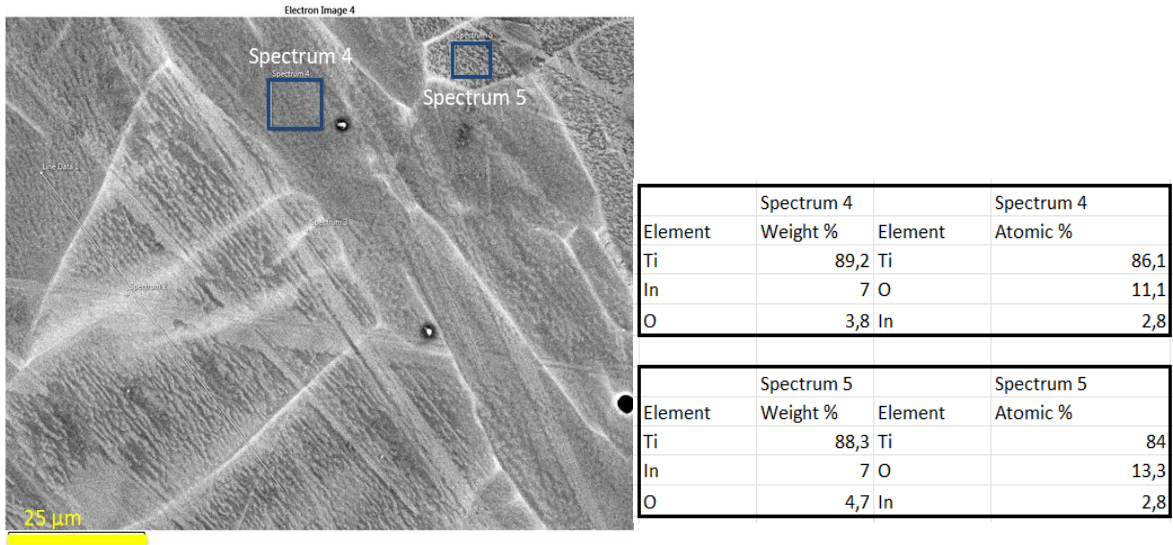 Electron Image 4
Spectrum 5
Spectrum 4
Spectrum 4
Spectrum 5
Line Data 1
Spectrum 3
Spectrum 2
25 µm
Spectrum 4 Spectrum 4
Element Weight % Element Atomic %
Ti 89,2 Ti 86,1
In 7 O 11,1
O 3,8 In 2,8
Spectrum 5 Spectrum 5
Element Weight % Element Atomic %
Ti 88,3 Ti 84
In 7 O 13,3
O 4,7 In 2,8